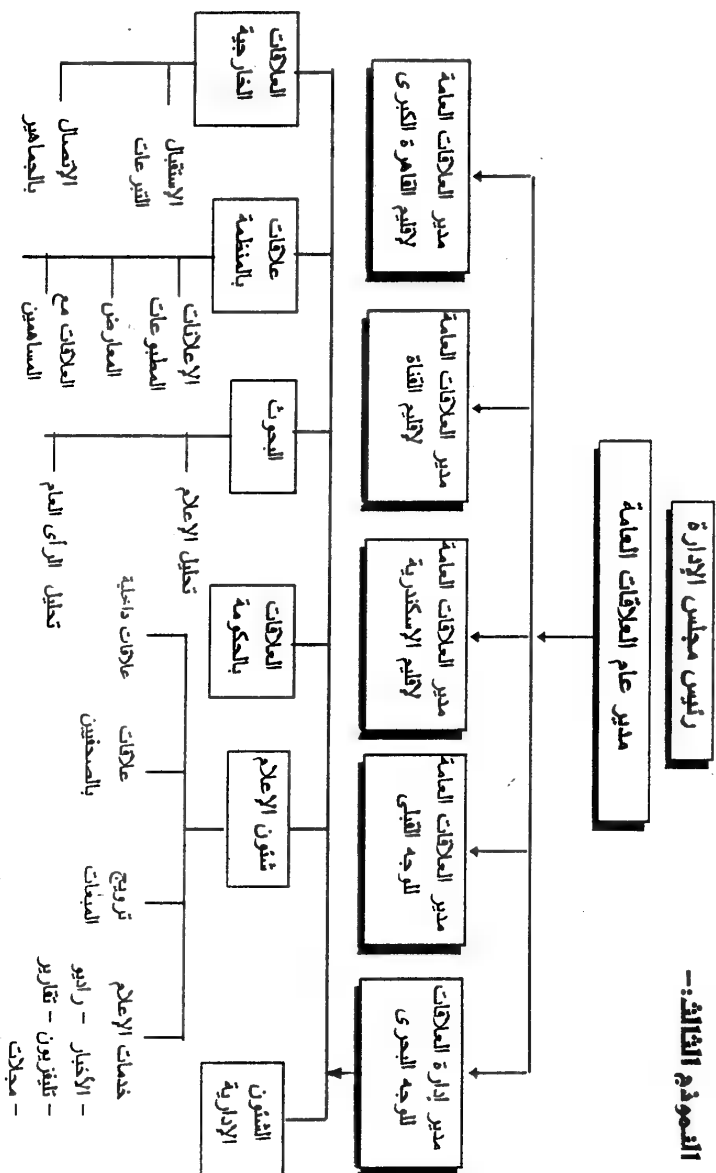 النموذج الثالث:-
رئيس مجلس الإدارة
مدير عام العلاقات العامة
مدير إدارة العلاقات
للوجه البحرى
مدير العلاقات العامة
للوجه القبلى
مدير العلاقات العامة
لإقليم الإسكندرية
مدير العلاقات العامة
لإقليم القناة
مدير العلاقات العامة
لإقليم القاهرة الكبرى
الشئون
الإدارية
شئون الإعلام
العلاقات
بالحكومة
البحوث
علاقات
بالمنظمة
العلاقات
الخارجية
خدمات الإعلام
- الأخبار - راديو
- تليفزيون - تقارير
- مجلات
ترويج
المبغات
علاقات
بالصحفيين
علاقات داخلية
تحليل الإعلام
تحليل الرأى العام
الإعلانات
المطبوعات
المعارض
العلاقات مع
المساهمين
الإستقبال
التبرعات
الإتصال
بالجماهير